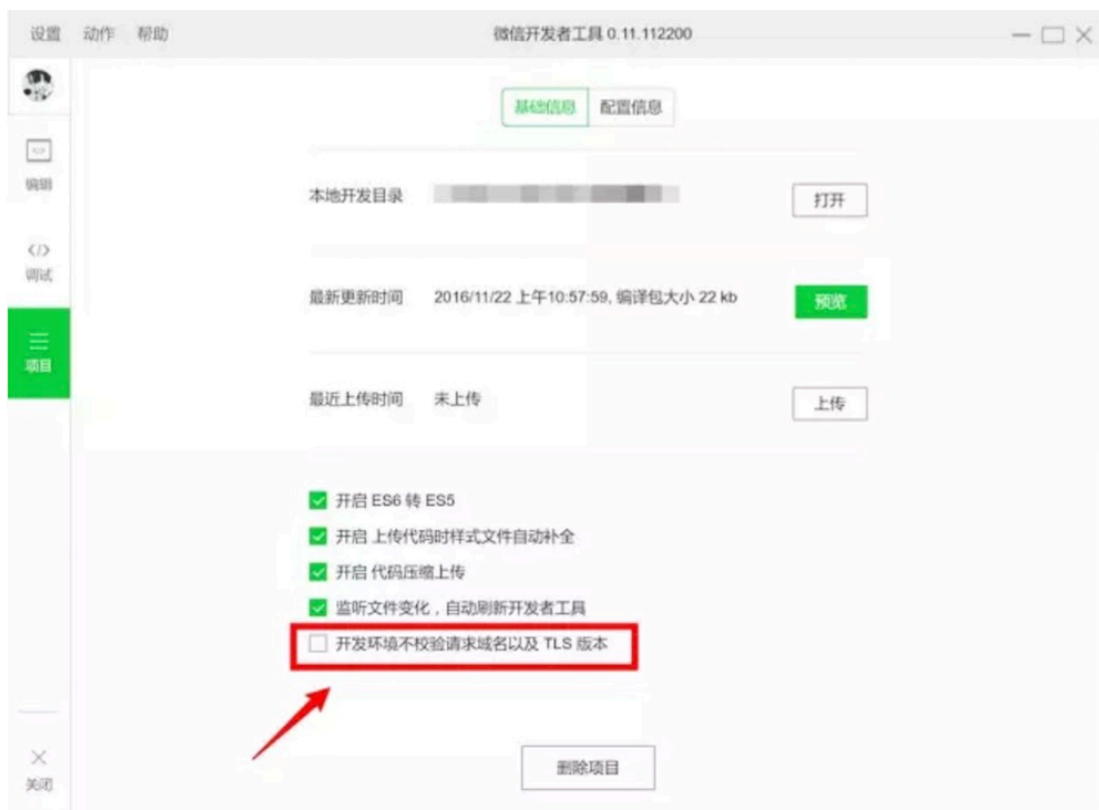 设置 动作 帮助 微信开发者工具 0.11.112200
基础信息 配置信息
编辑
本地开发目录 打开
调试
最新更新时间 2016/11/22 上午10:57:59, 编译包大小 22 kb 预览
项目
最近上传时间 未上传 上传
开启 ES6 转 ES5
开启 上传代码时样式文件自动补全
开启 代码压缩上传
监听文件变化，自动刷新开发者工具
开发环境不校验请求域名以及 TLS 版本
删除项目
关闭